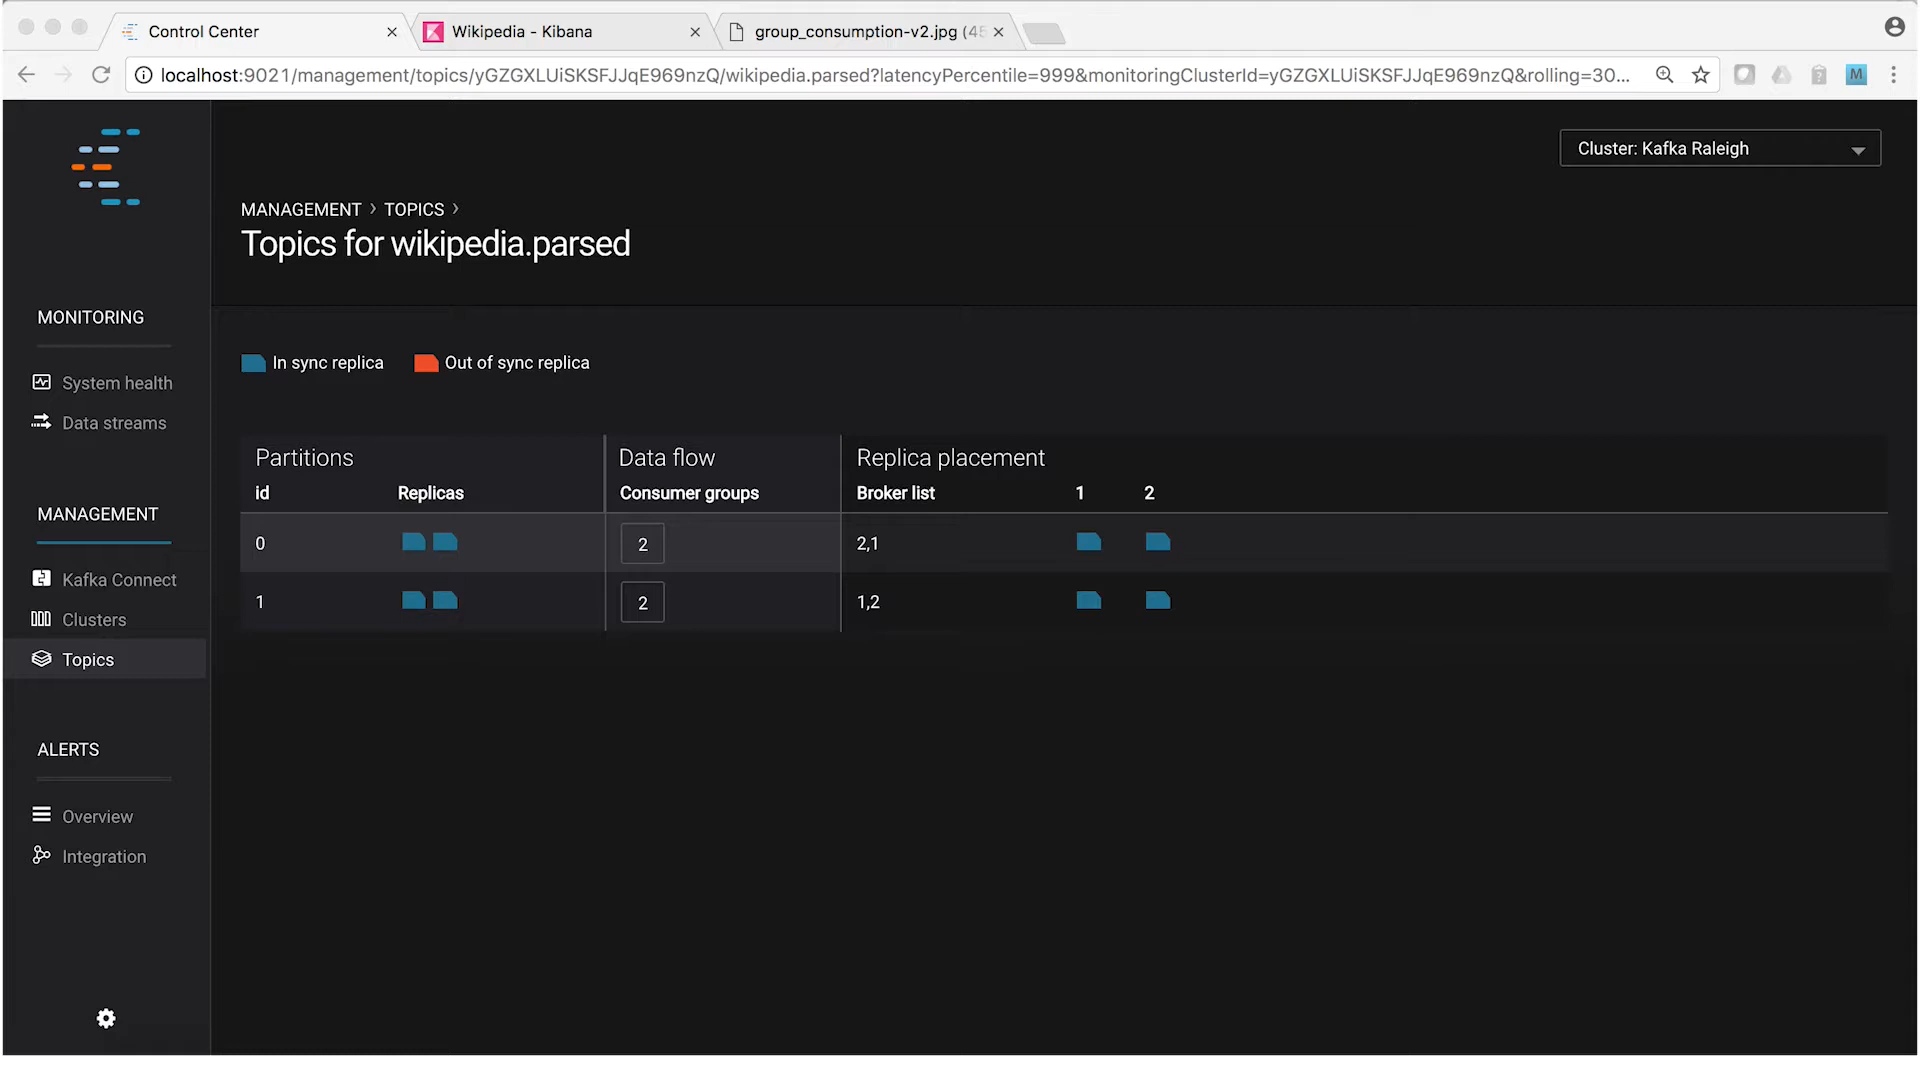 Control Center
Wikipedia - Kibana
group_consumption-v2.jpg (45
localhost:9021/management/topics/yGZGXLUiSKSFJJqE969nzQ/wikipedia.parsed?latencyPercentile=999&monitoringClusterId=yGZGXLUiSKSFJJqE969nzQ&rolling=30...
M
Cluster: Kafka Raleigh
MANAGEMENT › TOPICS ›
Topics for wikipedia.parsed
MONITORING
System health
Data streams
MANAGEMENT
Kafka Connect
Clusters
Topics
ALERTS
Overview
Integration
In sync replica Out of sync replica
Partitions Data flow Replica placement
id Replicas Consumer groups Broker list 1 2
0 2 2,1
1 2 1,2